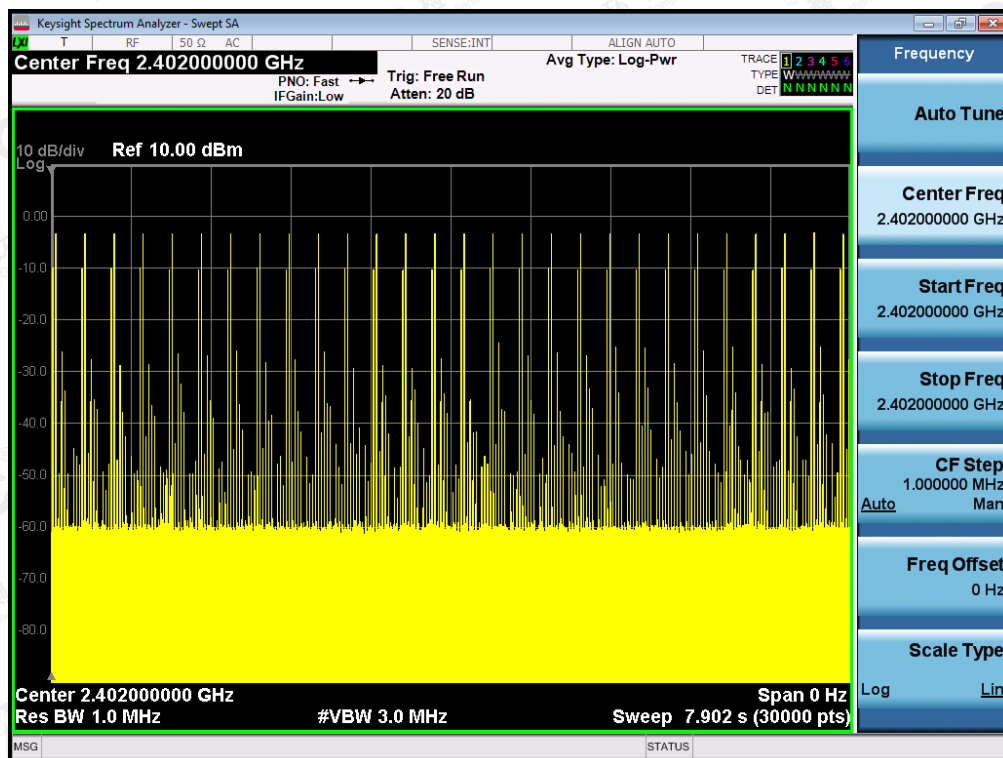 Keysight Spectrum Analyzer - Swept SA
LXI T RF 50 Ω AC SENSE:INT ALIGN AUTO
Center Freq 2.402000000 GHz
PNO: Fast
IFGain:Low
Trig: Free Run
Atten: 20 dB
Avg Type: Log-Pwr
TRACE 1 2 3 4 5 6
TYPE W W W W W W
DET N N N N N N
10 dB/div
Log
Ref 10.00 dBm
0.00
-10.0
-20.0
-30.0
-40.0
-50.0
-60.0
-70.0
-80.0
Center 2.402000000 GHz
Res BW 1.0 MHz
#VBW 3.0 MHz
Span 0 Hz
Sweep 7.902 s (30000 pts)
MSG
STATUS
Frequency
Auto Tune
Center Freq
2.402000000 GHz
Start Freq
2.402000000 GHz
Stop Freq
2.402000000 GHz
CF Step
1.000000 MHz
Auto Man
Freq Offset
0 Hz
Scale Type
Log Lin